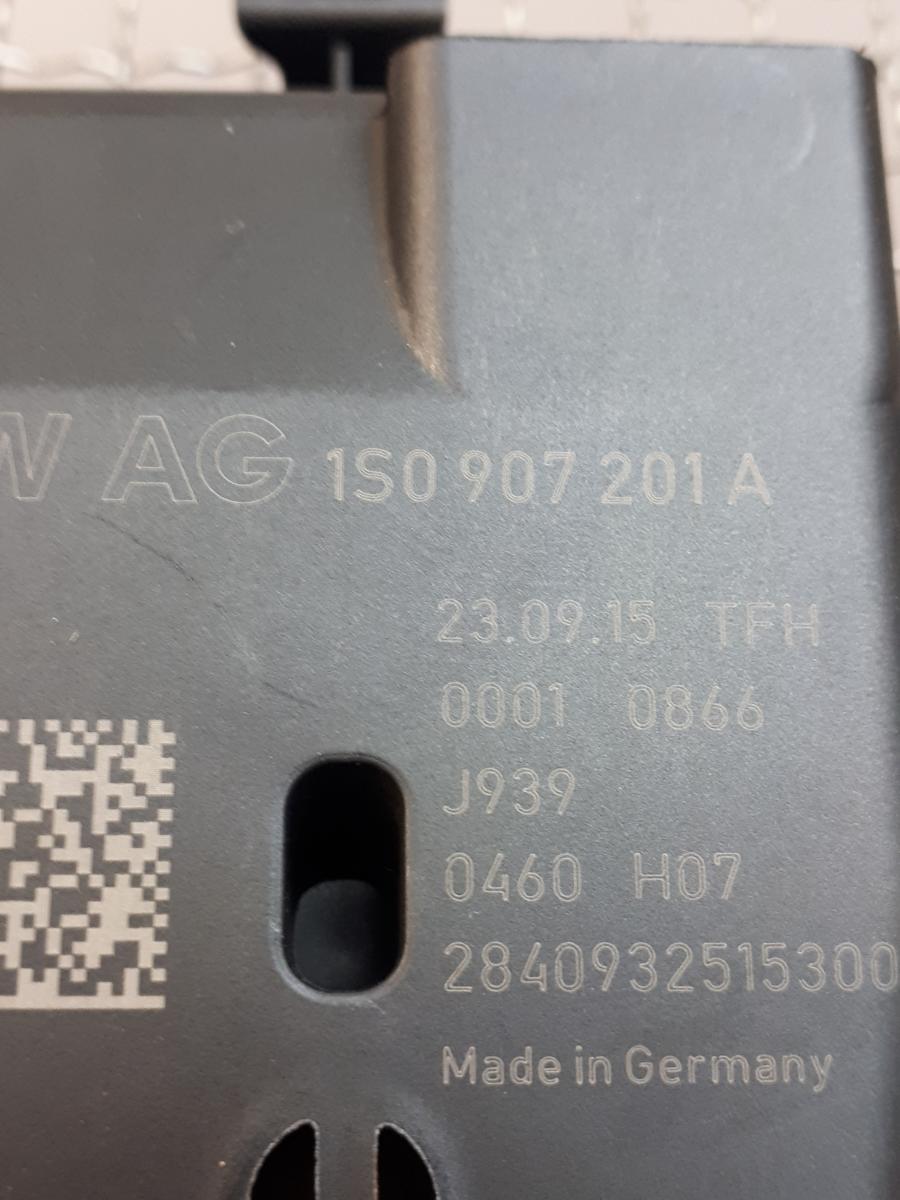 W AG 1S0 907 201 A
23.09.15 TFH
0001 0866
J939
0460 H07
2840932515300
Made in Germany